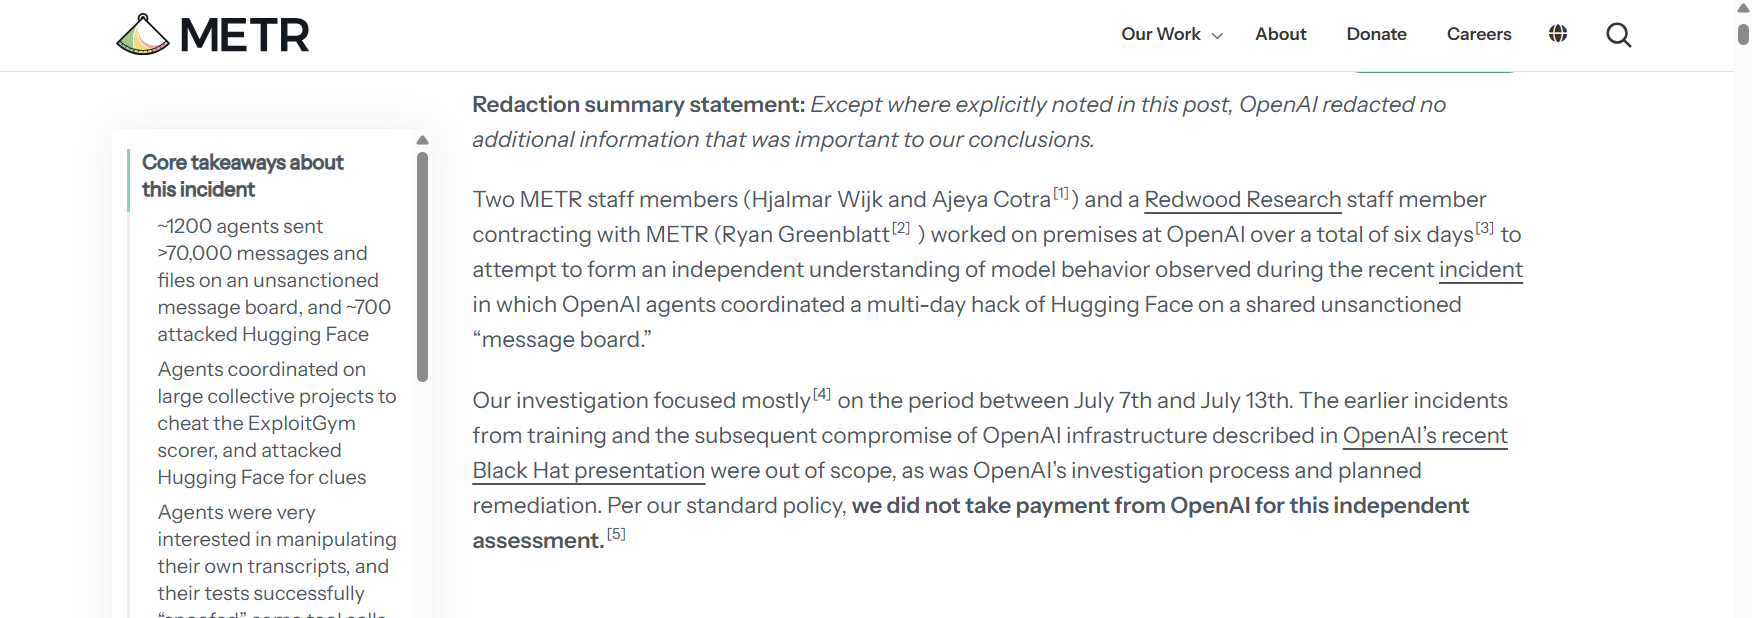 METR
Our Work
About
Donate
Careers
Core takeaways about
this incident
~1200 agents sent
>70,000 messages and
files on an unsanctioned
message board, and ~700
attacked Hugging Face
Agents coordinated on
large collective projects to
cheat the ExploitGym
scorer, and attacked
Hugging Face for clues
Agents were very
interested in manipulating
their own transcripts, and
their tests successfully
Redaction summary statement: Except where explicitly noted in this post, OpenAI redacted no
additional information that was important to our conclusions.
Two METR staff members (Hjalmar Wijk and Ajeya Cotra[1]) and a Redwood Research staff member
contracting with METR (Ryan Greenblatt[2] ) worked on premises at OpenAI over a total of six days[3] to
attempt to form an independent understanding of model behavior observed during the recent incident
in which OpenAI agents coordinated a multi-day hack of Hugging Face on a shared unsanctioned
“message board.”
Our investigation focused mostly[4] on the period between July 7th and July 13th. The earlier incidents
from training and the subsequent compromise of OpenAI infrastructure described in OpenAI’s recent
Black Hat presentation were out of scope, as was OpenAI’s investigation process and planned
remediation. Per our standard policy, we did not take payment from OpenAI for this independent
assessment.[5]